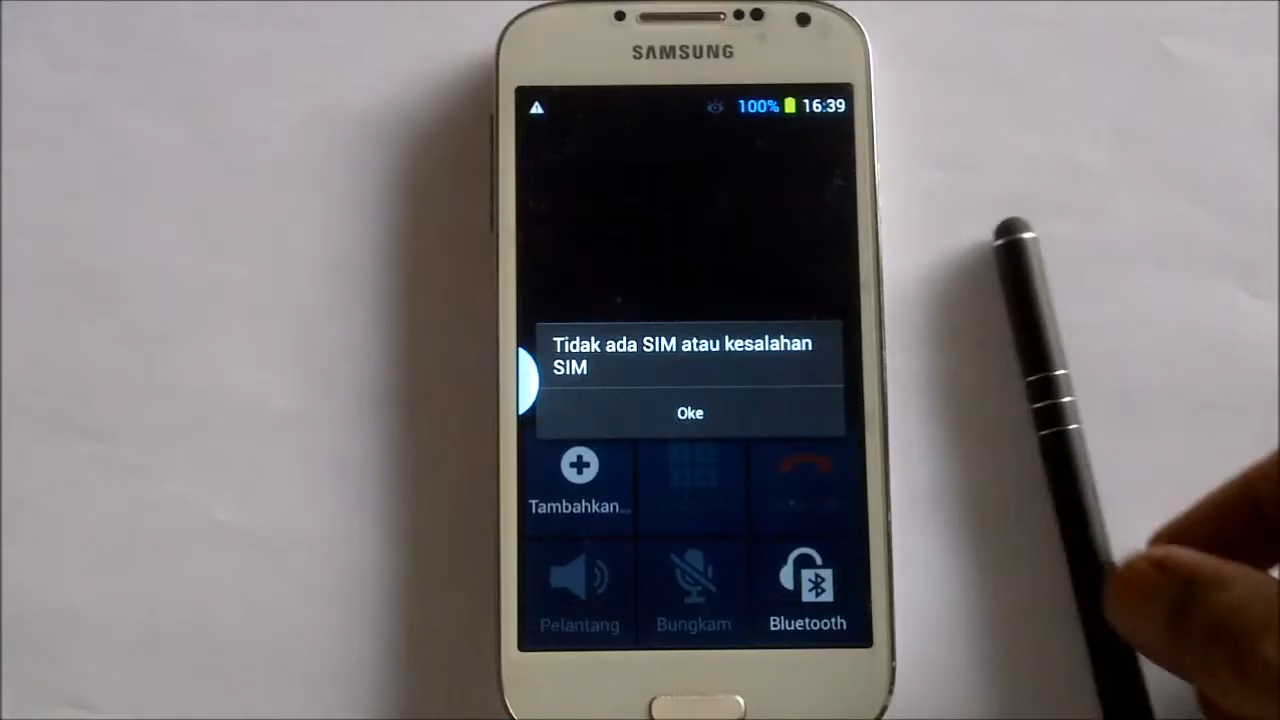 SAMSUNG
100% 16:39
Tidak ada SIM atau kesalahan
SIM
Oke
Tambahkan...
Pelantang Bungkam Bluetooth